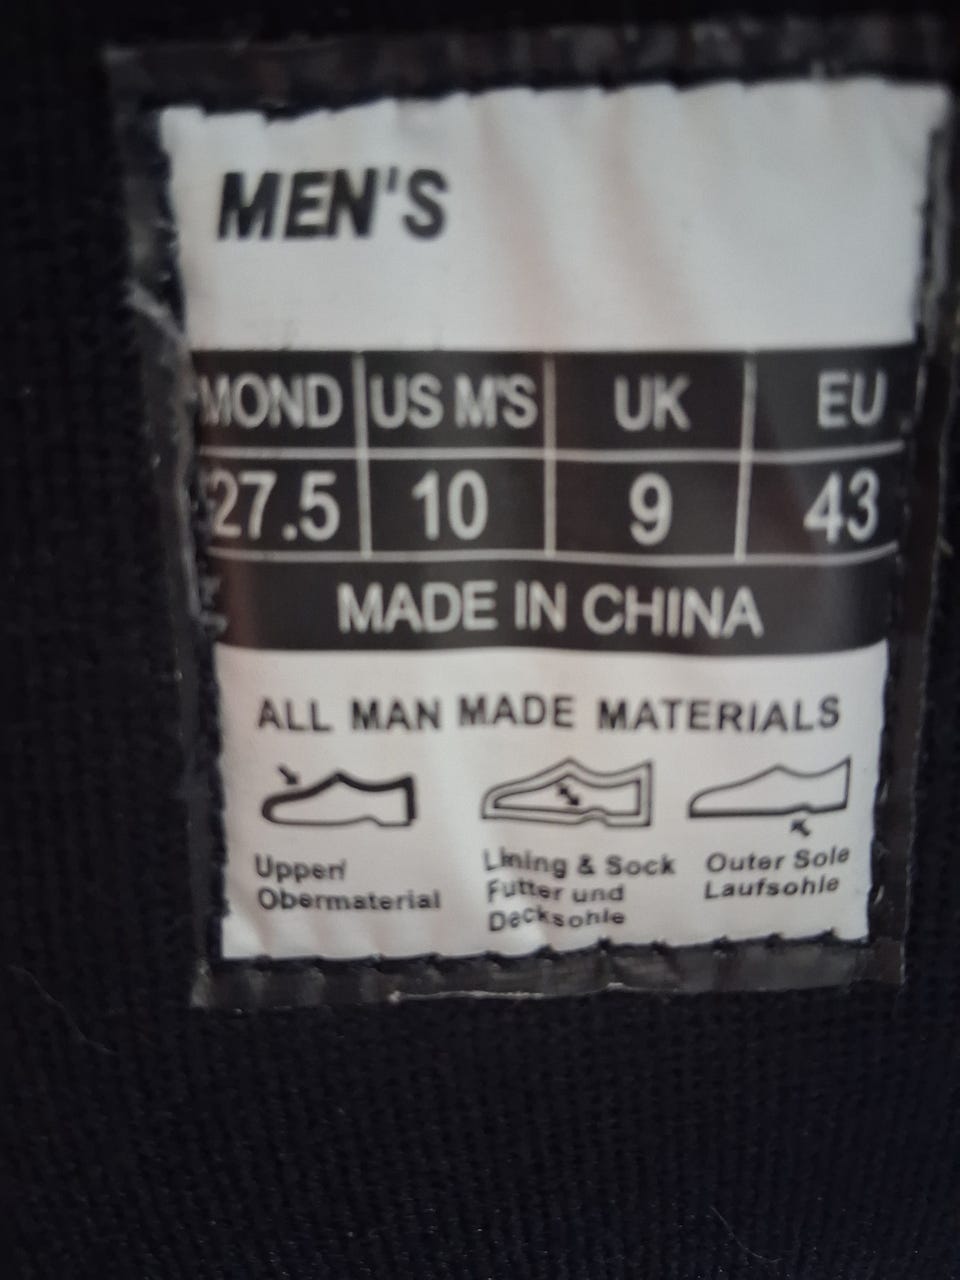 MEN'S
MOND US M'S UK EU
27.5 10 9 43
MADE IN CHINA
ALL MAN MADE MATERIALS
Upper/ Lining & Sock Outer Sole
Obermaterial Futter und Laufsohle
Decksohle